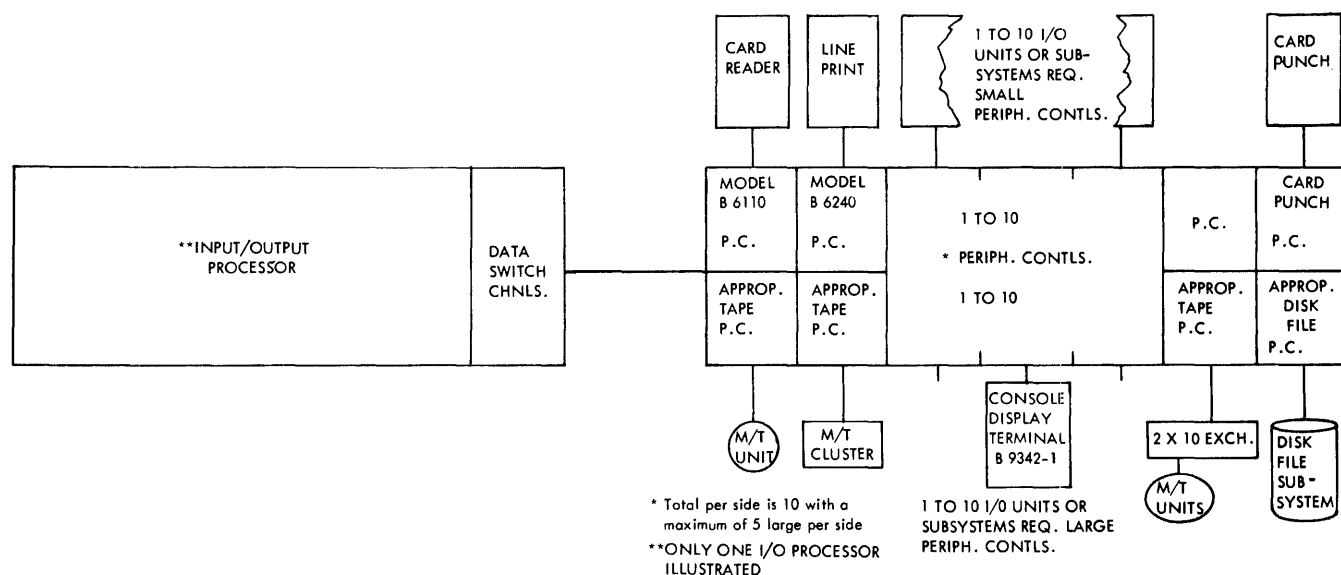 CARD
READER
LINE
PRINT
1 TO 10 I/O
UNITS OR SUB-
SYSTEMS REQ.
SMALL
PERIPH. CONTLS.
CARD
PUNCH
**INPUT/OUTPUT
PROCESSOR
DATA
SWITCH
CHNLS.
MODEL
B 6110
P.C.
MODEL
B 6240
P.C.
1 TO 10
* PERIPH. CONTLS.
1 TO 10
P.C.
CARD
PUNCH
P.C.
APPROP.
TAPE
P.C.
APPROP.
TAPE
P.C.
APPROP.
TAPE
P.C.
APPROP.
DISK
FILE
P.C.
M/T
UNIT
M/T
CLUSTER
CONSOLE
DISPLAY
TERMINAL
B 9342-1
2 X 10 EXCH.
M/T
UNITS
DISK
FILE
SUB-
SYSTEM
* Total per side is 10 with a
maximum of 5 large per side
**ONLY ONE I/O PROCESSOR
ILLUSTRATED
1 TO 10 I/0 UNITS OR
SUBSYSTEMS REQ. LARGE
PERIPH. CONTLS.